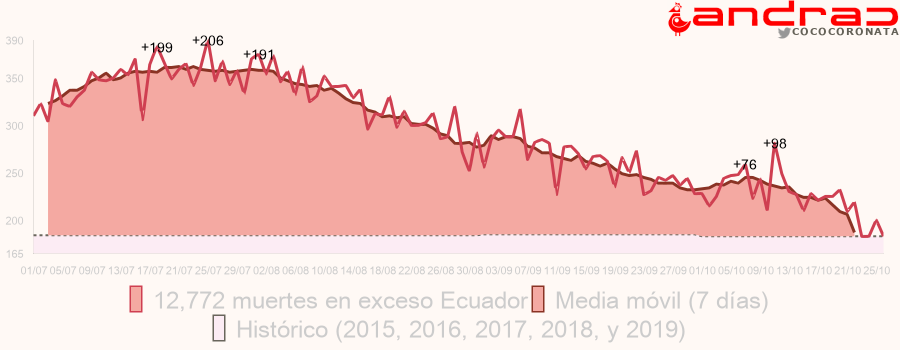 andrab
COCOCORONATA
390
350
300
250
200
165
+199
+206
+191
+76
+98
01/07 05/07 09/07 13/07 17/07 21/07 25/07 29/07 02/08 06/08 10/08 14/08 18/08 22/08 26/08 30/08 03/09 07/09 11/09 15/09 19/09 23/09 27/09 01/10 05/10 09/10 13/10 17/10 21/10 25/10
12,772 muertes en exceso Ecuador Media móvil (7 días)
Histórico (2015, 2016, 2017, 2018, y 2019)